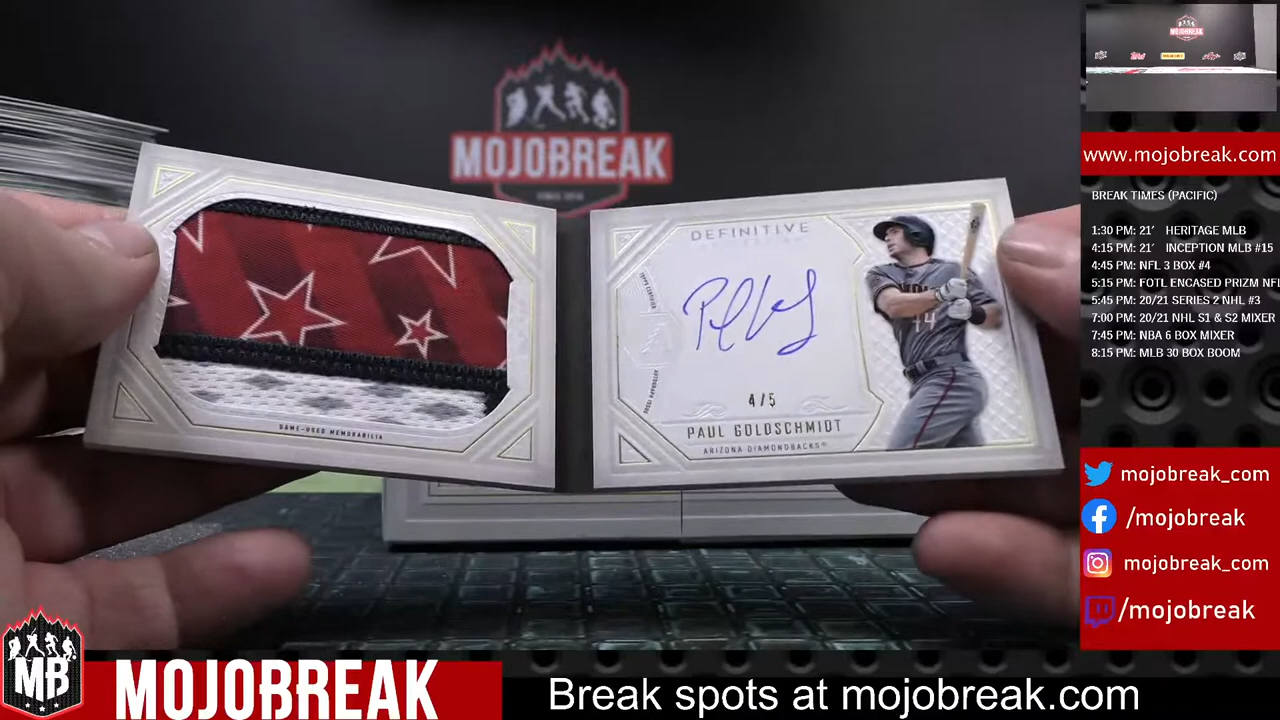 MOJOBREAK
DEFINITIVE
4/5
PAUL GOLDSCHMIDT
ARIZONA DIAMONDBACKS®
GAME-USED MEMORABILIA
44
www.mojobreak.com
BREAK TIMES (PACIFIC)
1:30 PM: 21' HERITAGE MLB
4:15 PM: 21' INCEPTION MLB #15
4:45 PM: NFL 3 BOX #4
5:15 PM: FOTL ENCASED PRIZM NFL
5:45 PM: 20/21 SERIES 2 NHL #3
7:00 PM: 20/21 NHL S1 & S2 MIXER
7:45 PM: NBA 6 BOX MIXER
8:15 PM: MLB 30 BOX BOOM
mojobreak_com
/mojobreak
mojobreak_com
/mojobreak
MB
MOJOBREAK
Break spots at mojobreak.com